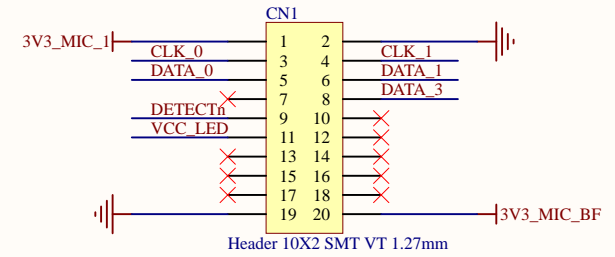 CN1
3V3_MIC_1 1 2
CLK_0 3 4 CLK_1
DATA_0 5 6 DATA_1
7 8 DATA_3
DETECTn 9 10
VCC_LED 11 12
13 14
15 16
17 18
19 20 3V3_MIC_BF
Header 10X2 SMT VT 1.27mm